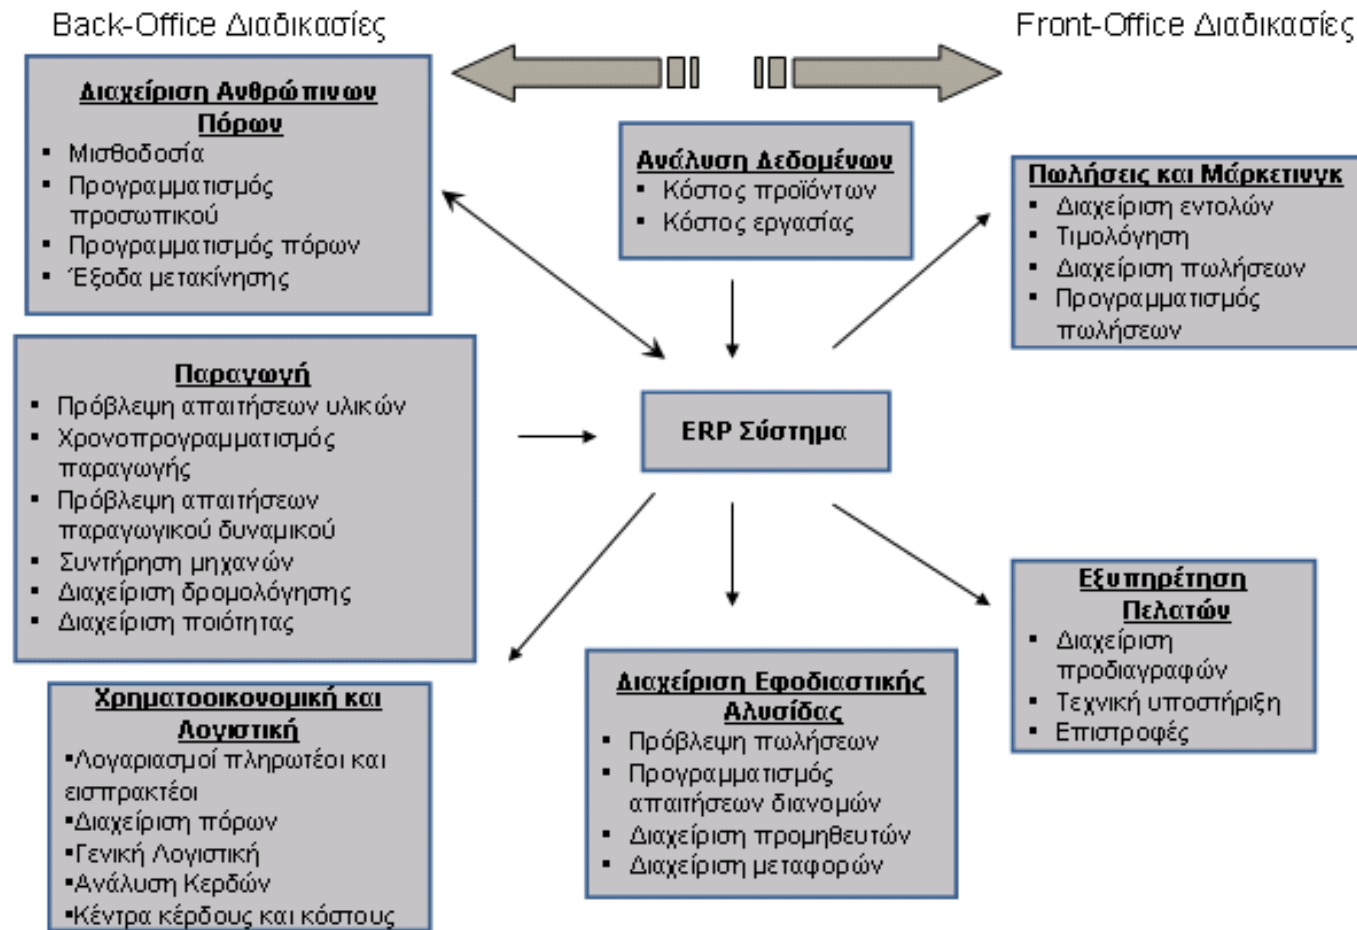 Back-Office Διαδικασίες
Front-Office Διαδικασίες
Διαχείριση Ανθρώπινων
Πόρων
▪ Μισθοδοσία
▪ Προγραμματισμός
προσωπικού
▪ Προγραμματισμός πόρων
▪ Έξοδα μετακίνησης
Ανάλυση Δεδομένων
▪ Κόστος προϊόντων
▪ Κόστος εργασίας
Πωλήσεις και Μάρκετινγκ
▪ Διαχείριση εντολών
▪ Τιμολόγηση
▪ Διαχείριση πωλήσεων
▪ Προγραμματισμός
πωλήσεων
Παραγωγή
▪ Πρόβλεψη απαιτήσεων υλικών
▪ Χρονοπρογραμματισμός
παραγωγής
▪ Πρόβλεψη απαιτήσεων
παραγωγικού δυναμικού
▪ Συντήρηση μηχανών
▪ Διαχείριση δρομολόγησης
▪ Διαχείριση ποιότητας
ERP Σύστημα
Χρηματοοικονομική και
Λογιστική
▪Λογαριασμοί πληρωτέοι και
εισπρακτέοι
▪Διαχείριση πόρων
▪Γενική Λογιστική
▪Ανάλυση Κερδών
▪Κέντρα κέρδους και κόστους
Διαχείριση Εφοδιαστικής
Αλυσίδας
▪ Πρόβλεψη πωλήσεων
▪ Προγραμματισμός
απαιτήσεων διανομών
▪ Διαχείριση προμηθευτών
▪ Διαχείριση μεταφορών
Εξυπηρέτηση
Πελατών
▪ Διαχείριση
προδιαγραφών
▪ Τεχνική υποστήριξη
▪ Επιστροφές